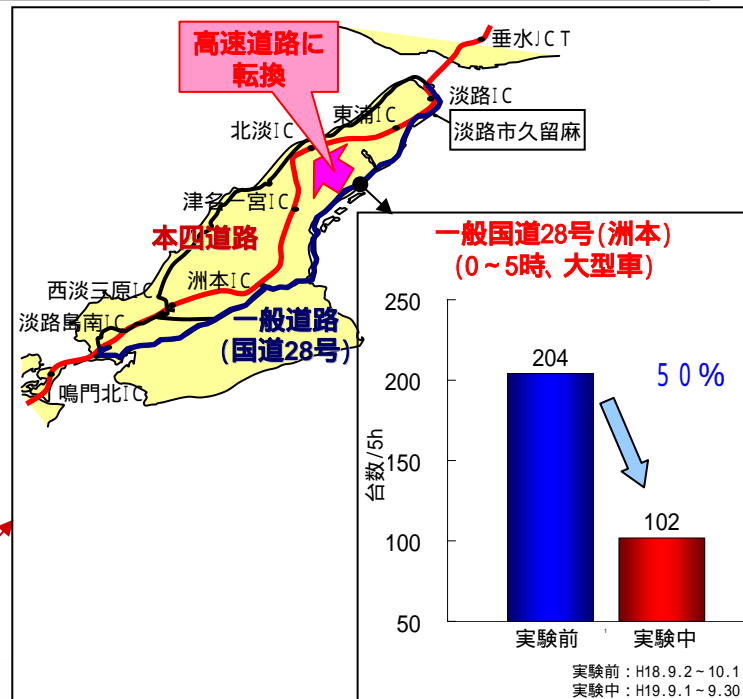 高速道路に
転換
垂水JCT
淡路IC
東浦IC
淡路市久留麻
北淡IC
津名一宮IC
本四道路
洲本IC
西淡三原IC
淡路島南IC
一般道路
(国道28号)
鳴門北IC
一般国道28号(洲本)
(0~5時、大型車)
台数/5h
250
200
150
100
50
204
50%
102
実験前
実験中
実験前:H18.9.2~10.1
実験中:H19.9.1~9.30